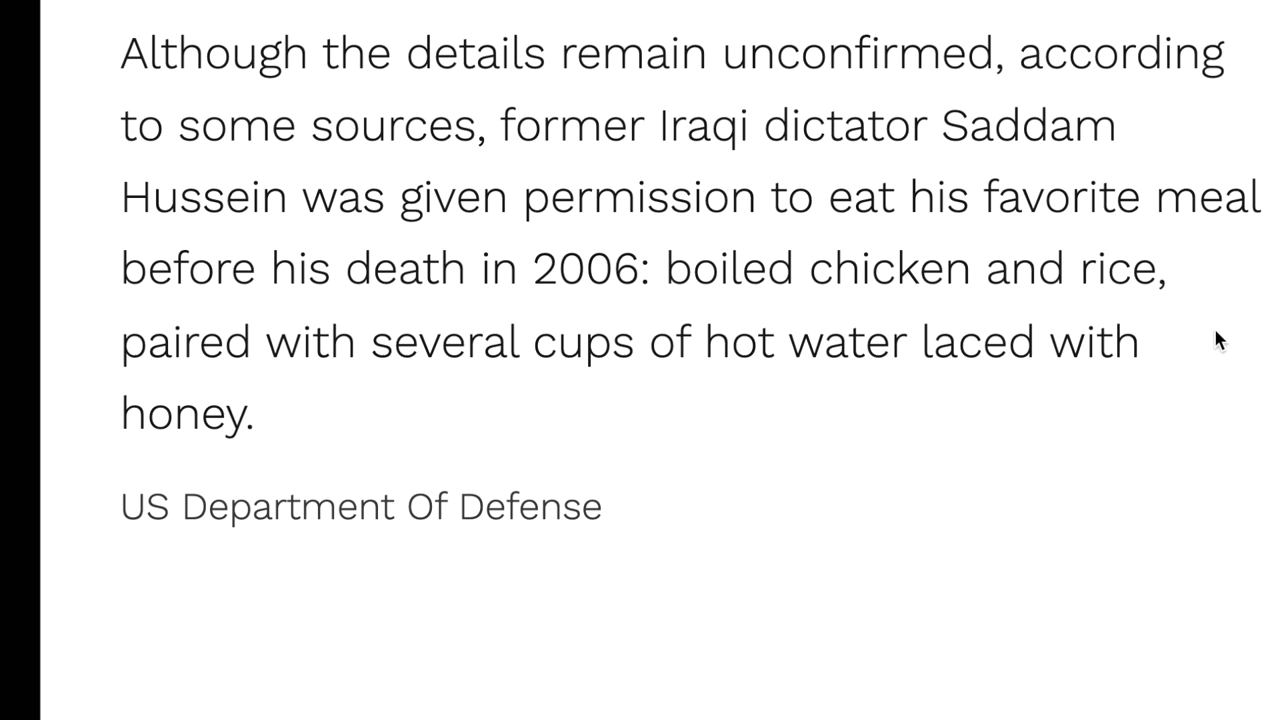 Although the details remain unconfirmed, according
to some sources, former Iraqi dictator Saddam
Hussein was given permission to eat his favorite meal
before his death in 2006: boiled chicken and rice,
paired with several cups of hot water laced with
honey.
US Department Of Defense